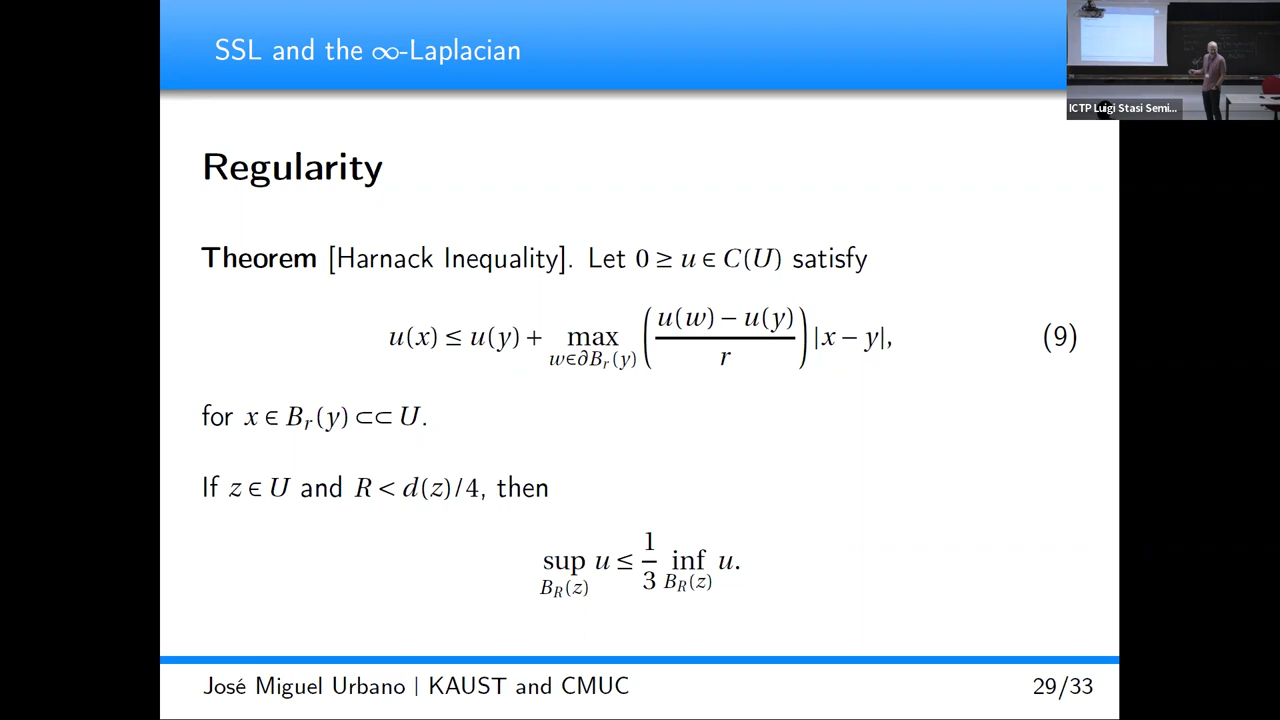 SSL and the ∞-Laplacian
ICTP Luigi Stasi Semi...
Regularity
Theorem [Harnack Inequality]. Let 0 ≥ u ∈ C(U) satisfy
u(x) ≤ u(y) + max_{w∈∂B_r(y)} ( (u(w) − u(y)) / r ) |x − y|, (9)
for x ∈ B_r(y) ⊂⊂ U.
If z ∈ U and R < d(z)/4, then
sup_{B_R(z)} u ≤ 1/3 inf_{B_R(z)} u.
José Miguel Urbano | KAUST and CMUC 29/33